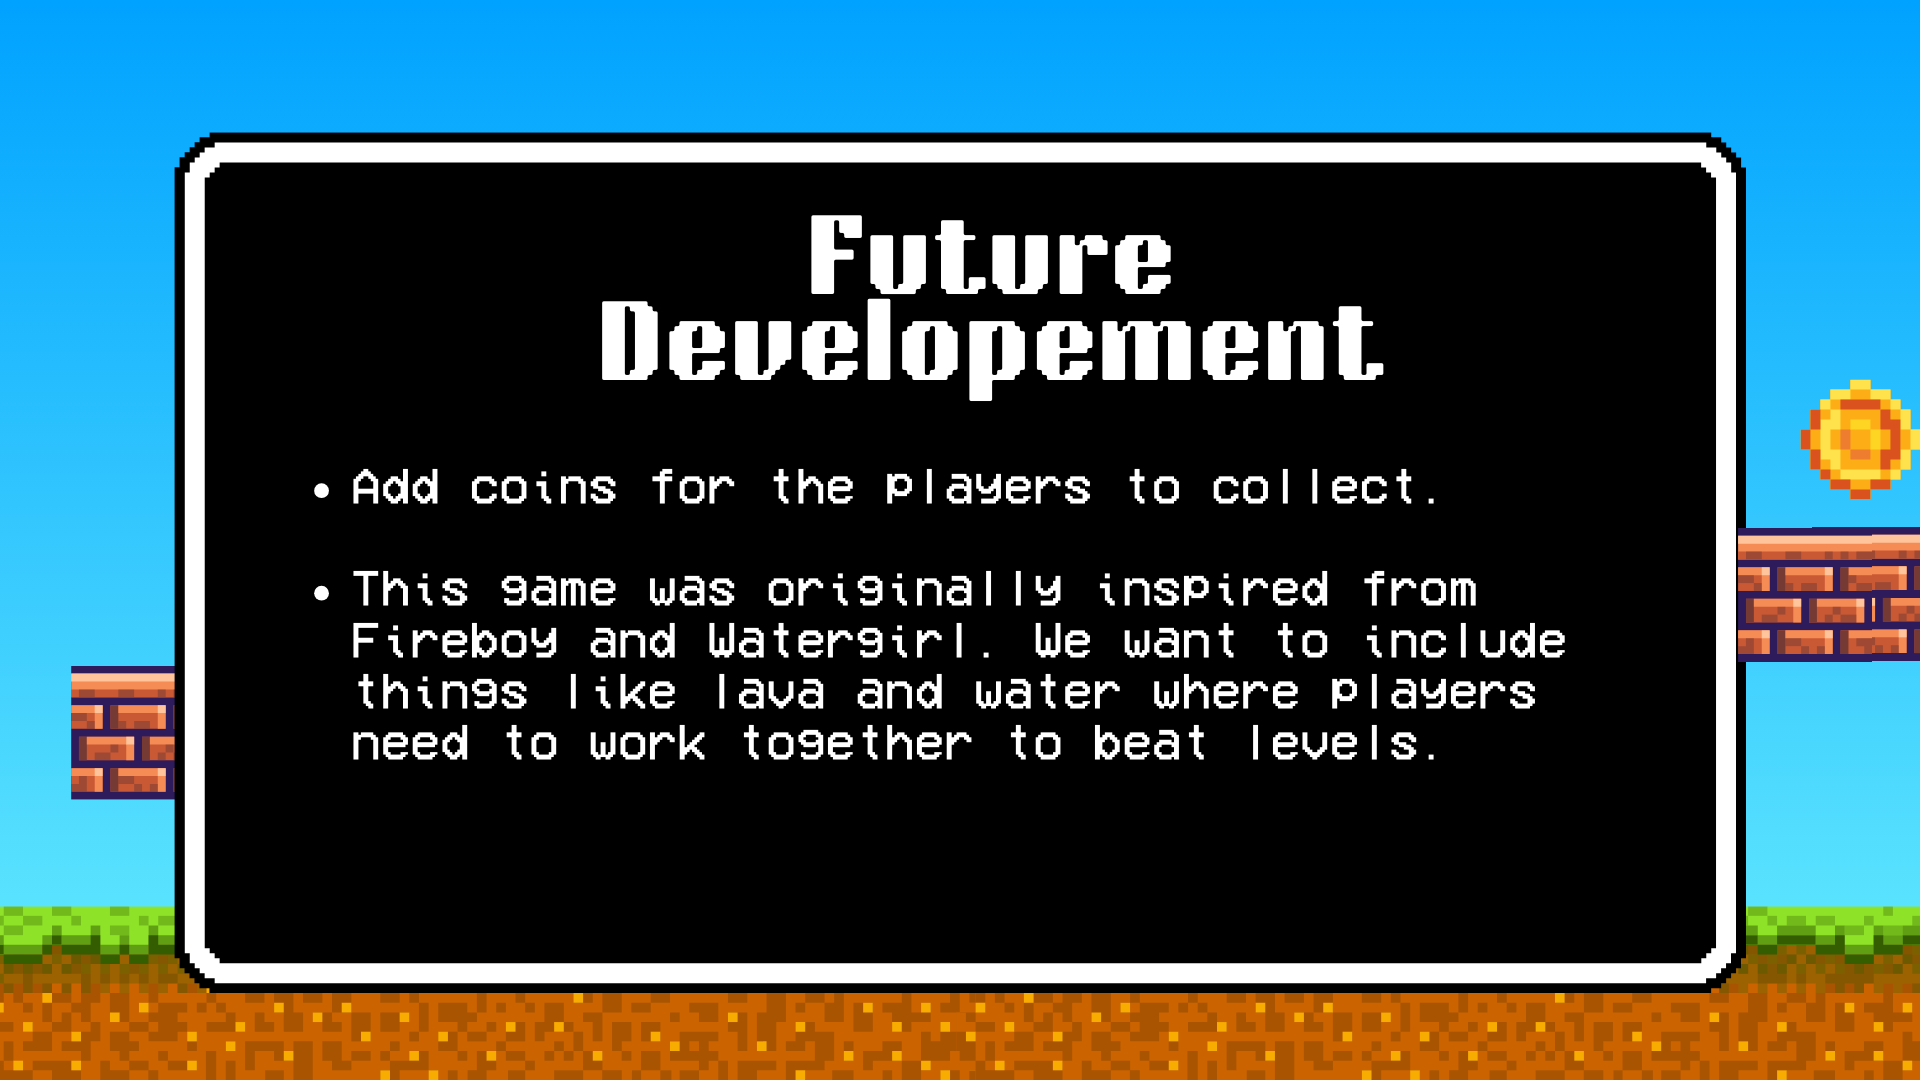 Future
Developement
• Add coins for the players to collect.
• This game was originally inspired from
Fireboy and Watergirl. We want to include
things like lava and water where players
need to work together to beat levels.